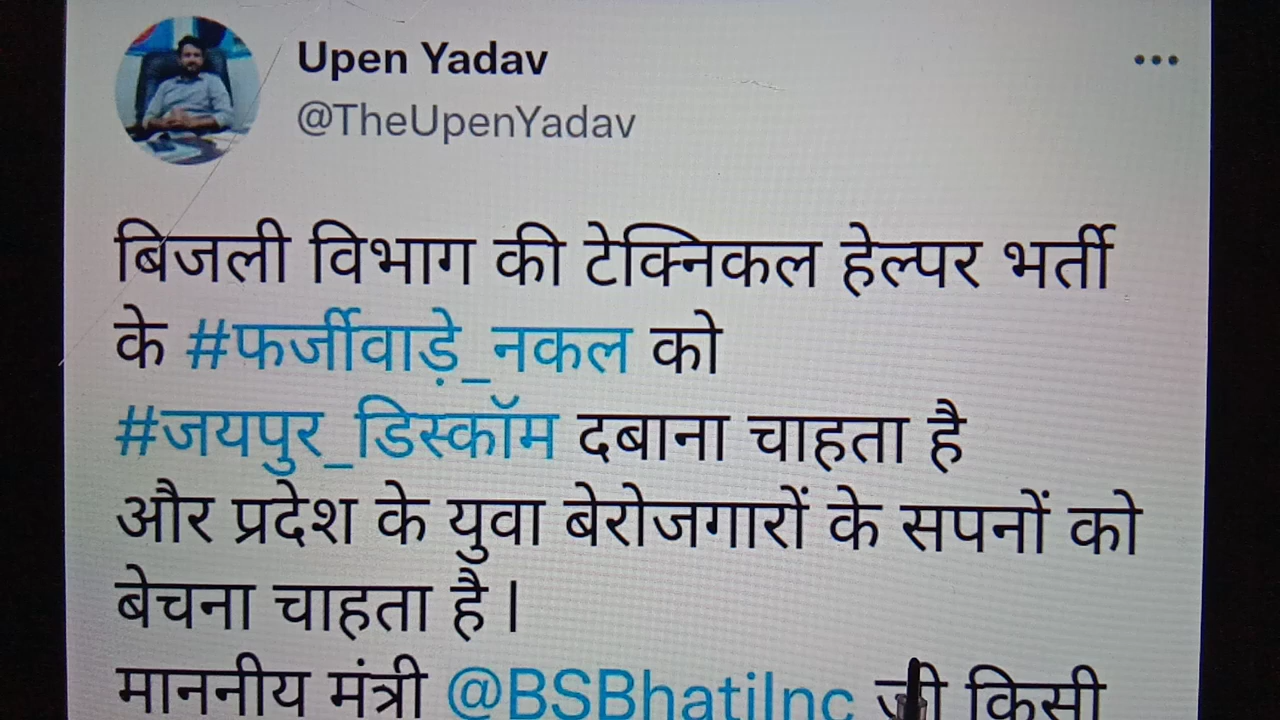 Upen Yadav
@TheUpenYadav
बिजली विभाग की टेक्निकल हेल्पर भर्ती
के #फर्जीवाड़े_नकल को
#जयपुर_डिस्कॉम दबाना चाहता है
और प्रदेश के युवा बेरोजगारों के सपनों को
बेचना चाहता है।
माननीय मंत्री @BSBhatiInc जी किसी